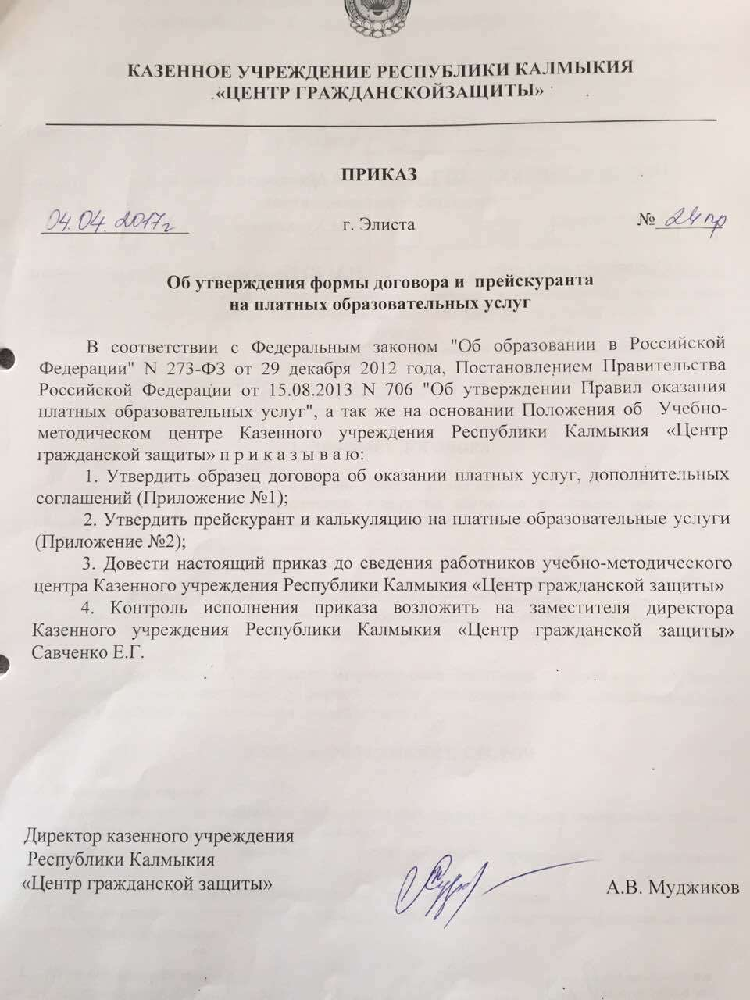 КАЗЕННОЕ УЧРЕЖДЕНИЕ РЕСПУБЛИКИ КАЛМЫКИЯ
«ЦЕНТР ГРАЖДАНСКОЙЗАЩИТЫ»
ПРИКАЗ
04.04.2017г г. Элиста № 24пр
Об утверждения формы договора и прейскуранта
на платных образовательных услуг
В соответствии с Федеральным законом "Об образовании в Российской
Федерации" N 273-ФЗ от 29 декабря 2012 года, Постановлением Правительства
Российской Федерации от 15.08.2013 N 706 "Об утверждении Правил оказания
платных образовательных услуг", а так же на основании Положения об Учебно-
методическом центре Казенного учреждения Республики Калмыкия «Центр
гражданской защиты» п р и к а з ы в а ю:
1. Утвердить образец договора об оказании платных услуг, дополнительных
соглашений (Приложение №1);
2. Утвердить прейскурант и калькуляцию на платные образовательные услуги
(Приложение №2);
3. Довести настоящий приказ до сведения работников учебно-методического
центра Казенного учреждения Республики Калмыкия «Центр гражданской защиты»
4. Контроль исполнения приказа возложить на заместителя директора
Казенного учреждения Республики Калмыкия «Центр гражданской защиты»
Савченко Е.Г.
Директор казенного учреждения
Республики Калмыкия
«Центр гражданской защиты» А.В. Муджиков